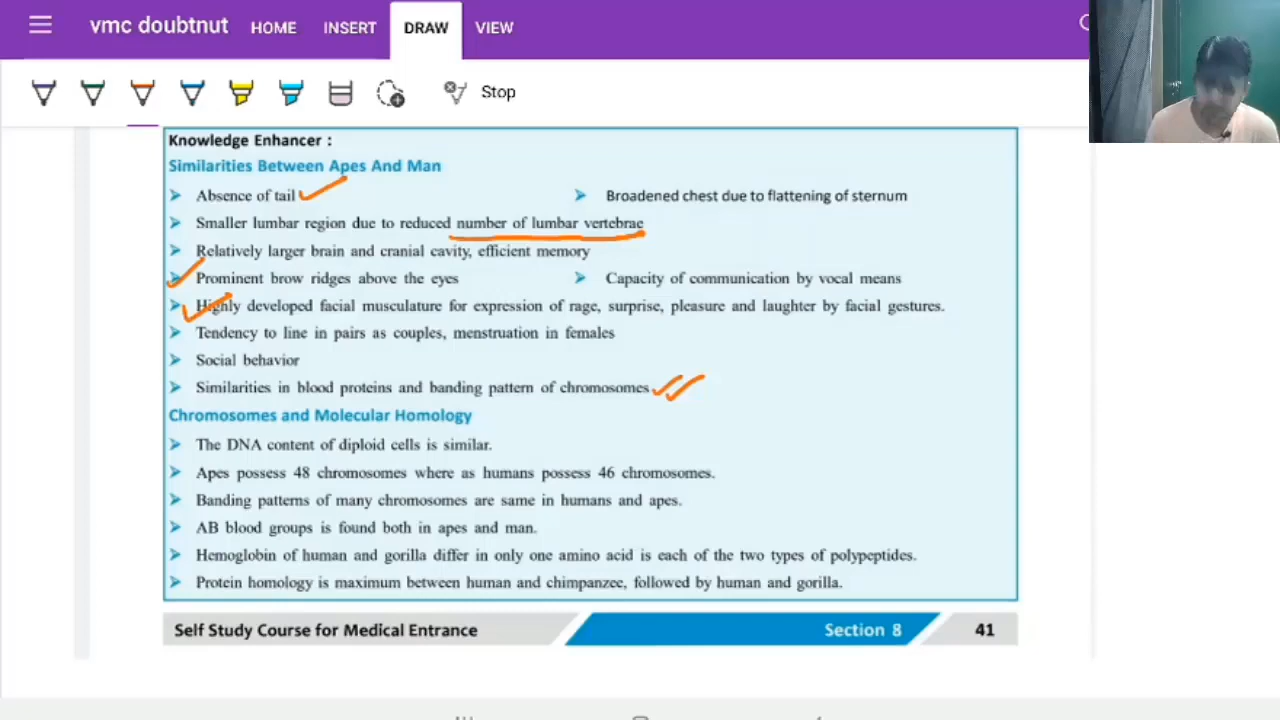 vmc doubtnut HOME INSERT DRAW VIEW
Stop
Knowledge Enhancer :
Similarities Between Apes And Man
Absence of tail
Broadened chest due to flattening of sternum
Smaller lumbar region due to reduced number of lumbar vertebrae
Relatively larger brain and cranial cavity, efficient memory
Prominent brow ridges above the eyes
Capacity of communication by vocal means
Highly developed facial musculature for expression of rage, surprise, pleasure and laughter by facial gestures.
Tendency to line in pairs as couples, menstruation in females
Social behavior
Similarities in blood proteins and banding pattern of chromosomes
Chromosomes and Molecular Homology
The DNA content of diploid cells is similar.
Apes possess 48 chromosomes where as humans possess 46 chromosomes.
Banding patterns of many chromosomes are same in humans and apes.
AB blood groups is found both in apes and man.
Hemoglobin of human and gorilla differ in only one amino acid is each of the two types of polypeptides.
Protein homology is maximum between human and chimpanzee, followed by human and gorilla.
Self Study Course for Medical Entrance Section 8 41